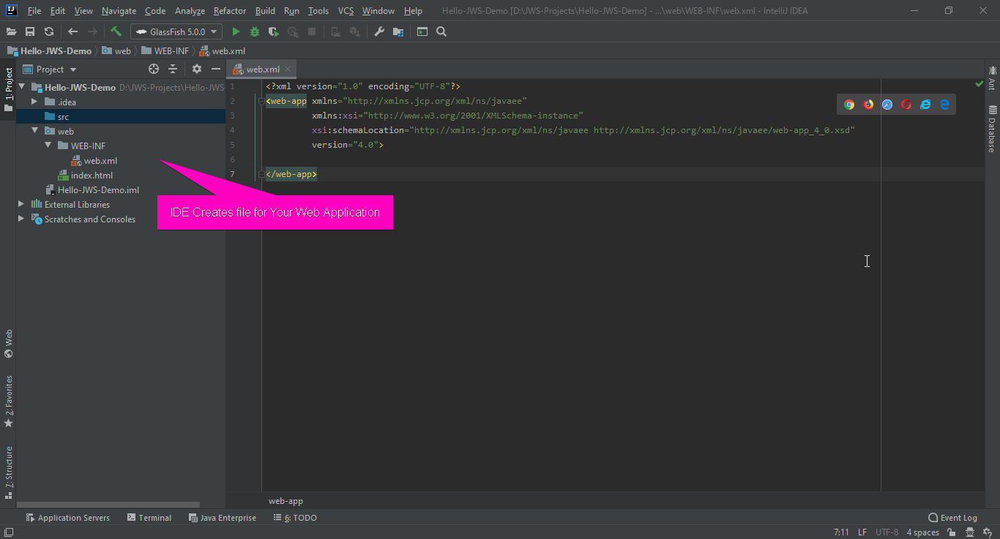 File Edit View Navigate Code Analyze Refactor Build Run Tools VCS Window Help Hello-JWS-Demo [D:\JWS-Projects\Hello-JWS-Demo] - ...\web\WEB-INF\web.xml - IntelliJ IDEA
GlassFish 5.0.0
Hello-JWS-Demo web WEB-INF web.xml
1: Project
Project
Hello-JWS-Demo D:\JWS-Projects\Hello-JWS
.idea
src
web
WEB-INF
web.xml
index.html
Hello-JWS-Demo.iml
External Libraries
Scratches and Consoles
IDE Creates file for Your Web Application
web.xml
1 <?xml version="1.0" encoding="UTF-8"?>
2 <web-app xmlns="http://xmlns.jcp.org/xml/ns/javaee"
3 xmlns:xsi="http://www.w3.org/2001/XMLSchema-instance"
4 xsi:schemaLocation="http://xmlns.jcp.org/xml/ns/javaee http://xmlns.jcp.org/xml/ns/javaee/web-app_4_0.xsd"
5 version="4.0">
6
7 </web-app>
Ant
Database
Web
2: Favorites
7: Structure
web-app
Application Servers Terminal Java Enterprise 6: TODO Event Log
7:11 LF UTF-8 4 spaces